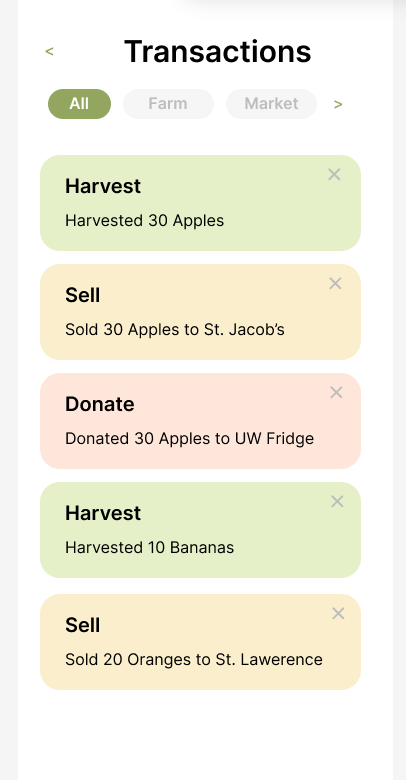 < Transactions
All Farm Market >
Harvest
Harvested 30 Apples
Sell
Sold 30 Apples to St. Jacob’s
Donate
Donated 30 Apples to UW Fridge
Harvest
Harvested 10 Bananas
Sell
Sold 20 Oranges to St. Lawerence